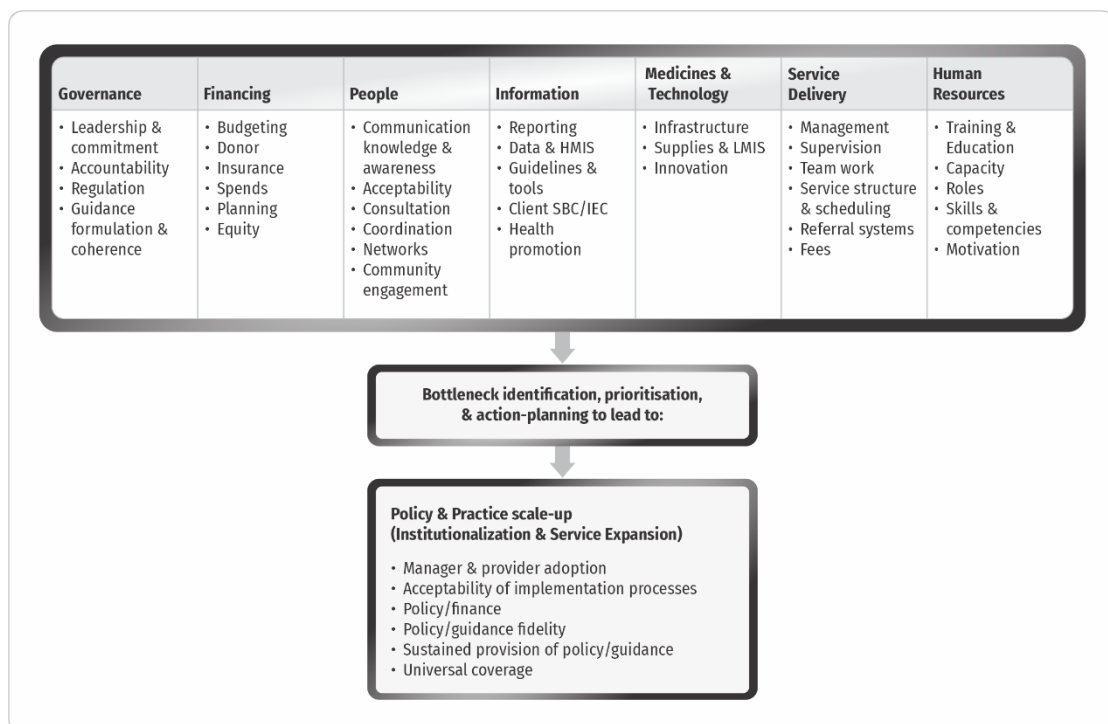 Governance
• Leadership &
commitment
• Accountability
• Regulation
• Guidance
formulation &
coherence
Financing
• Budgeting
• Donor
• Insurance
• Spends
• Planning
• Equity
People
• Communication
knowledge &
awareness
• Acceptability
• Consultation
• Coordination
• Networks
• Community
engagement
Information
• Reporting
• Data & HMIS
• Guidelines &
tools
• Client SBC/IEC
• Health
promotion
Medicines &
Technology
• Infrastructure
• Supplies & LMIS
• Innovation
Service
Delivery
• Management
• Supervision
• Team work
• Service structure
& scheduling
• Referral systems
• Fees
Human
Resources
• Training &
Education
• Capacity
• Roles
• Skills &
competencies
• Motivation
Bottleneck identification, prioritisation,
& action-planning to lead to:
Policy & Practice scale-up
(Institutionalization & Service Expansion)
• Manager & provider adoption
• Acceptability of implementation processes
• Policy/finance
• Policy/guidance fidelity
• Sustained provision of policy/guidance
• Universal coverage